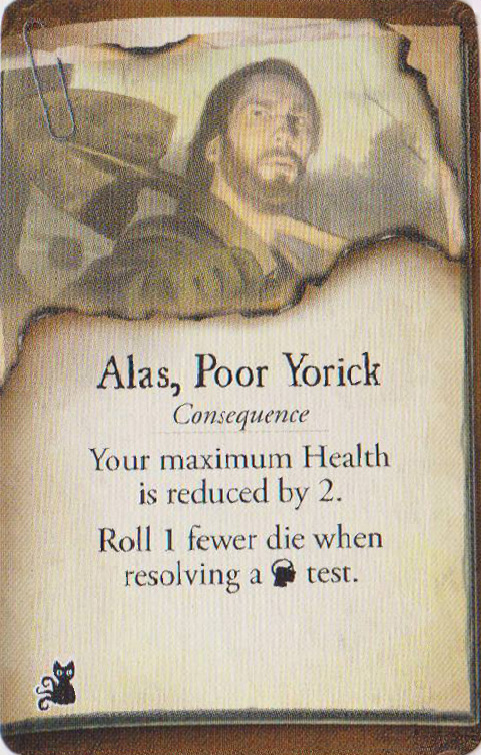 Alas, Poor Yorick
Consequence
Your maximum Health
is reduced by 2.
Roll 1 fewer die when
resolving a test.